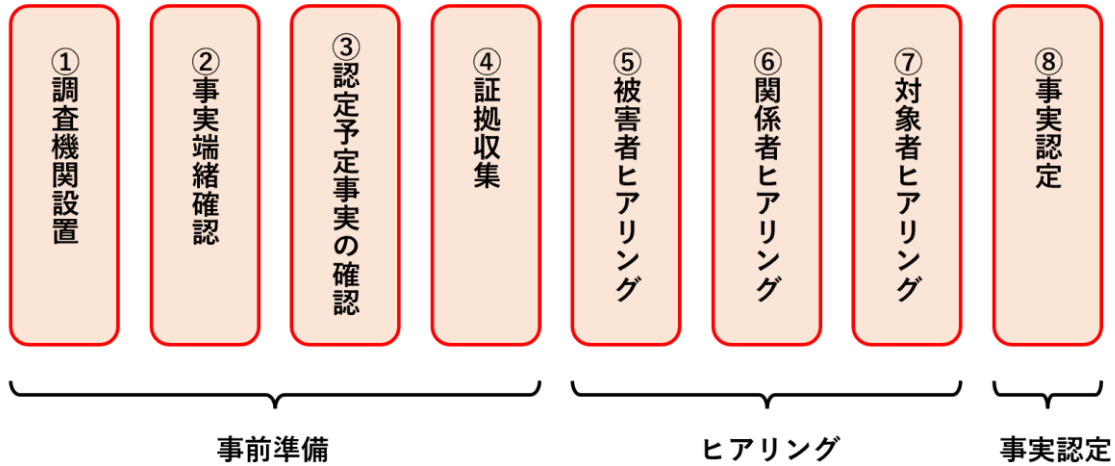 ①調査機関設置
②事実端緒確認
③認定予定事実の確認
④証拠収集
⑤被害者ヒアリング
⑥関係者ヒアリング
⑦対象者ヒアリング
⑧事実認定
事前準備
ヒアリング
事実認定